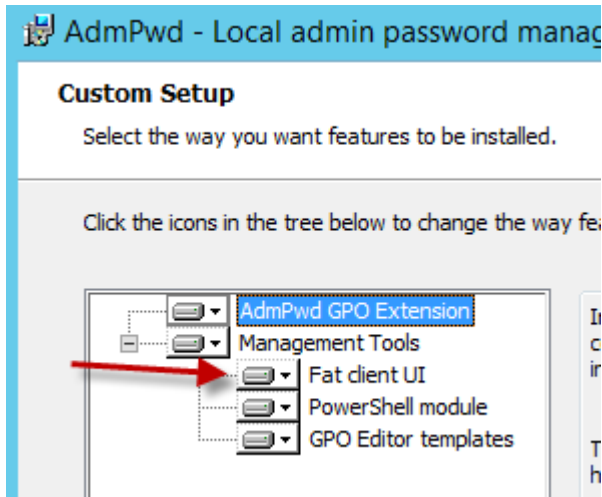 AdmPwd - Local admin password
Custom Setup
Select the way you want features to be installed.
Click the icons in the tree below to change the way
AdmPwd GPO Extension
Management Tools
Fat client UI
PowerShell module
GPO Editor templates